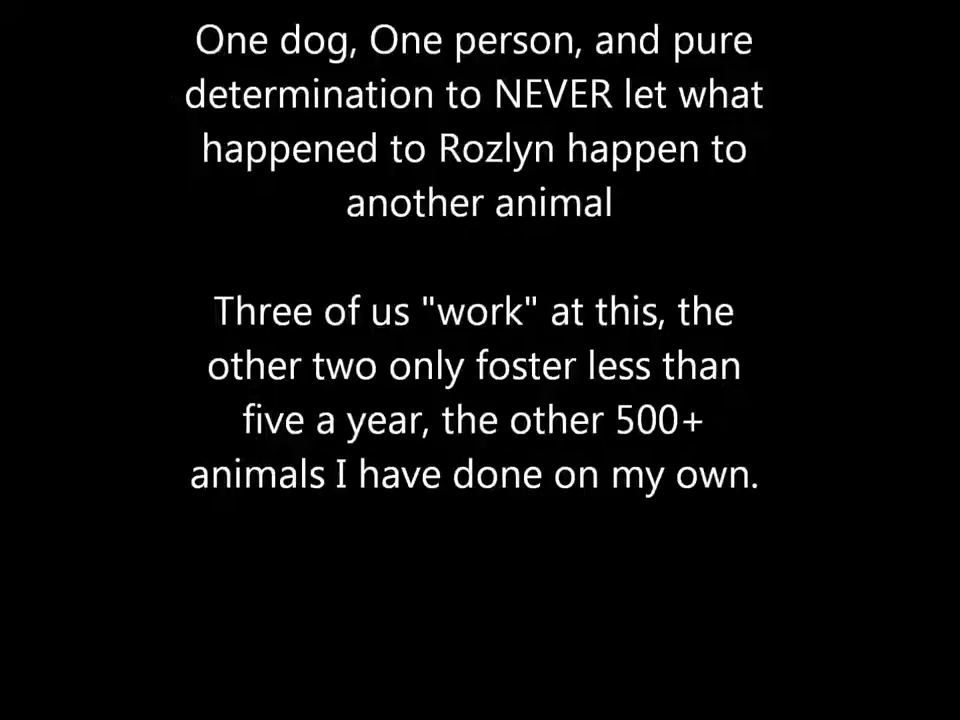 One dog, One person, and pure
determination to NEVER let what
happened to Rozlyn happen to
another animal
Three of us "work" at this, the
other two only foster less than
five a year, the other 500+
animals I have done on my own.